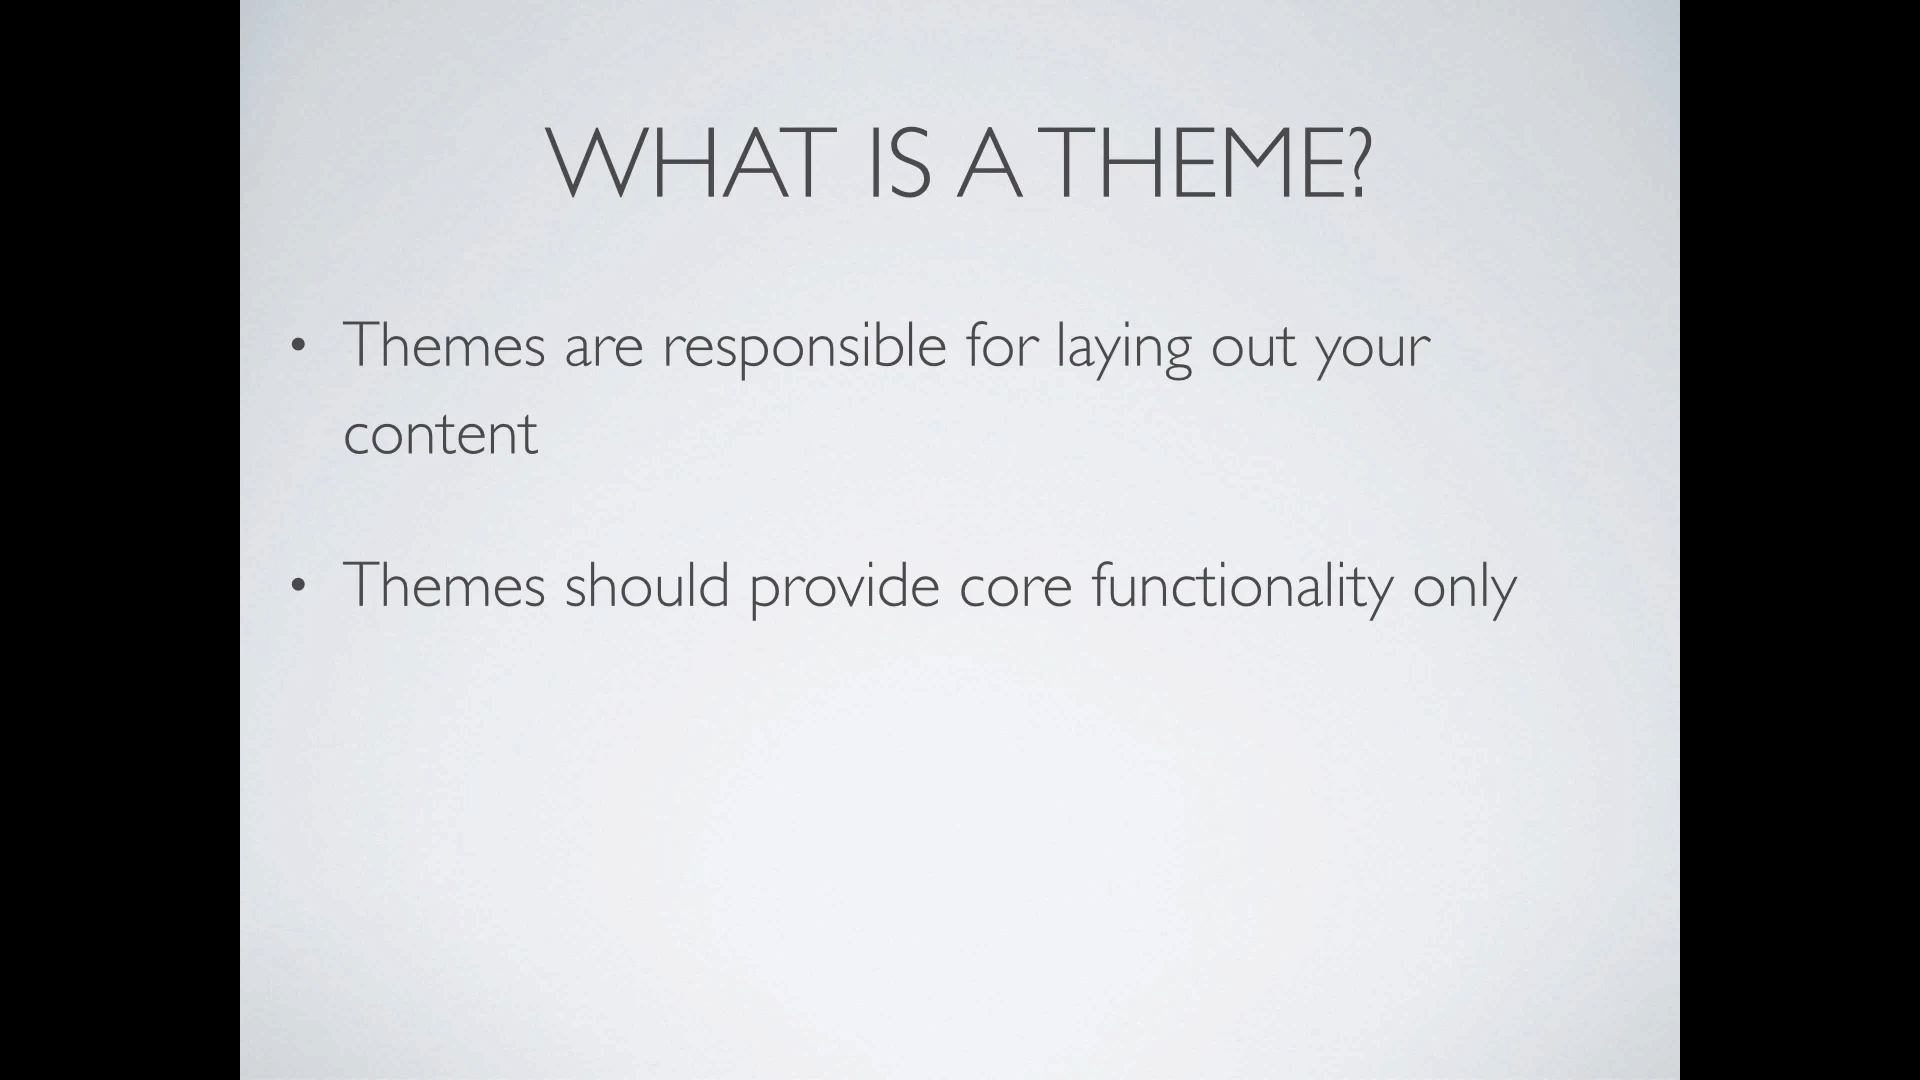 WHAT IS A THEME?
• Themes are responsible for laying out your
content
• Themes should provide core functionality only